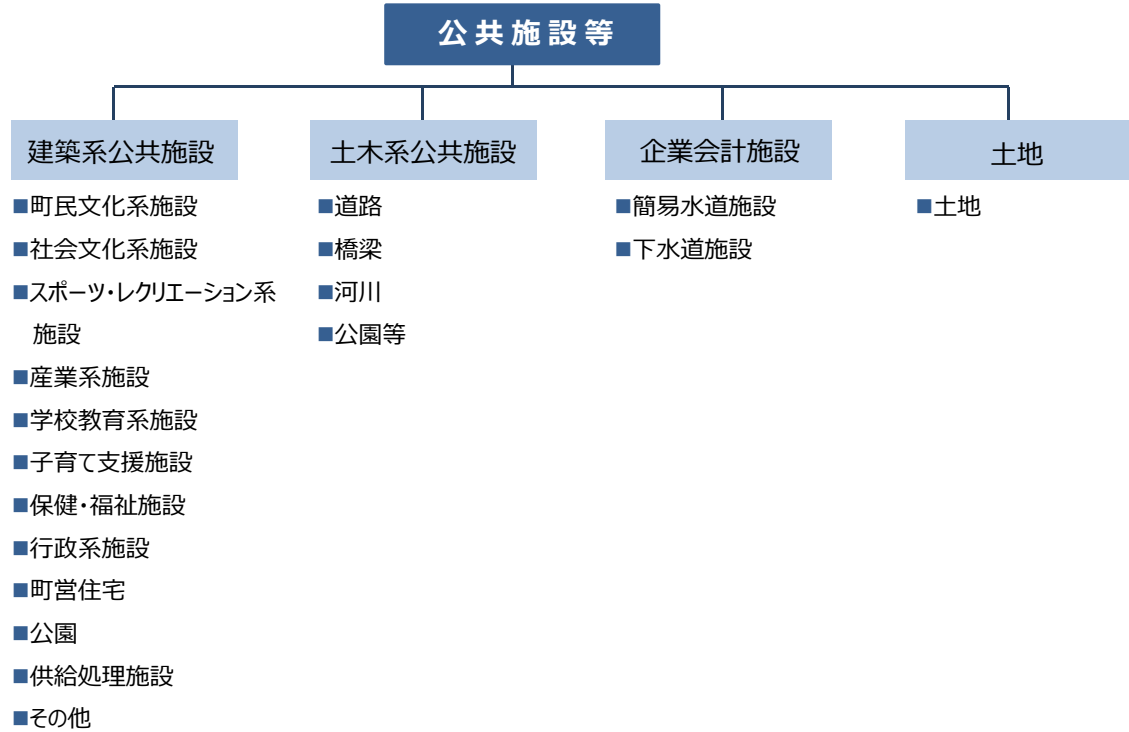 公共施設等
建築系公共施設
■町民文化系施設
■社会文化系施設
■スポーツ・レクリエーション系
施設
■産業系施設
■学校教育系施設
■子育て支援施設
■保健・福祉施設
■行政系施設
■町営住宅
■公園
■供給処理施設
■その他
土木系公共施設
■道路
■橋梁
■河川
■公園等
企業会計施設
■簡易水道施設
■下水道施設
土地
■土地